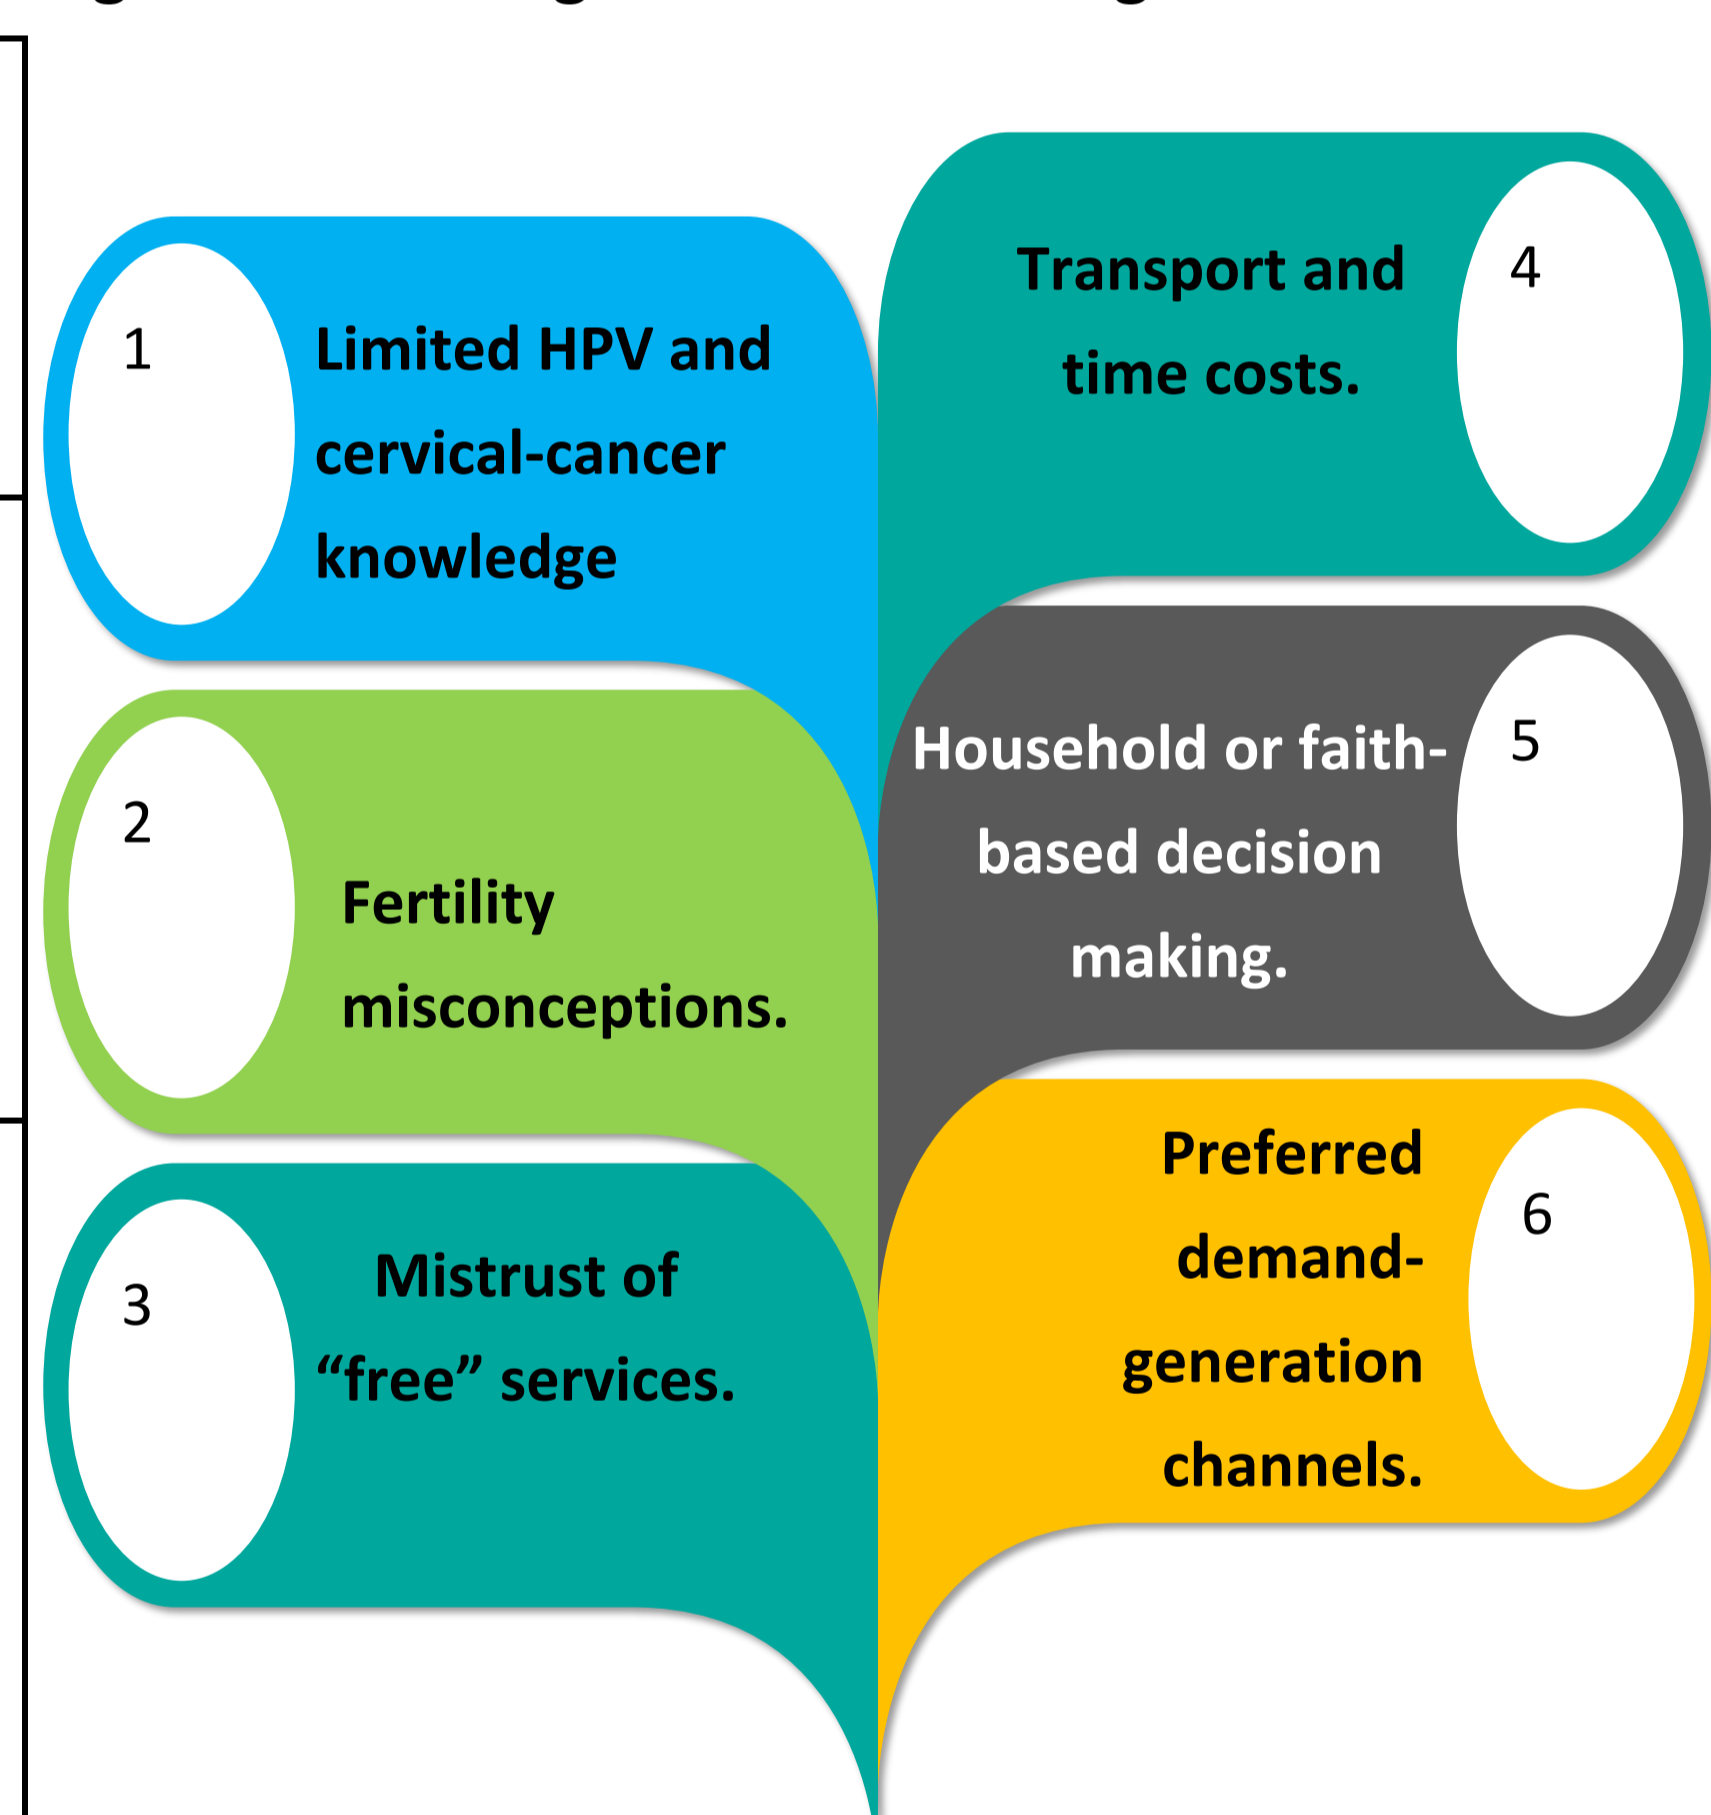 1
Limited HPV and
cervical-cancer
knowledge
2
Fertility
misconceptions.
3
Mistrust of
“free” services.
4
Transport and
time costs.
5
Household or faith-
based decision
making.
6
Preferred
demand-
generation
channels.